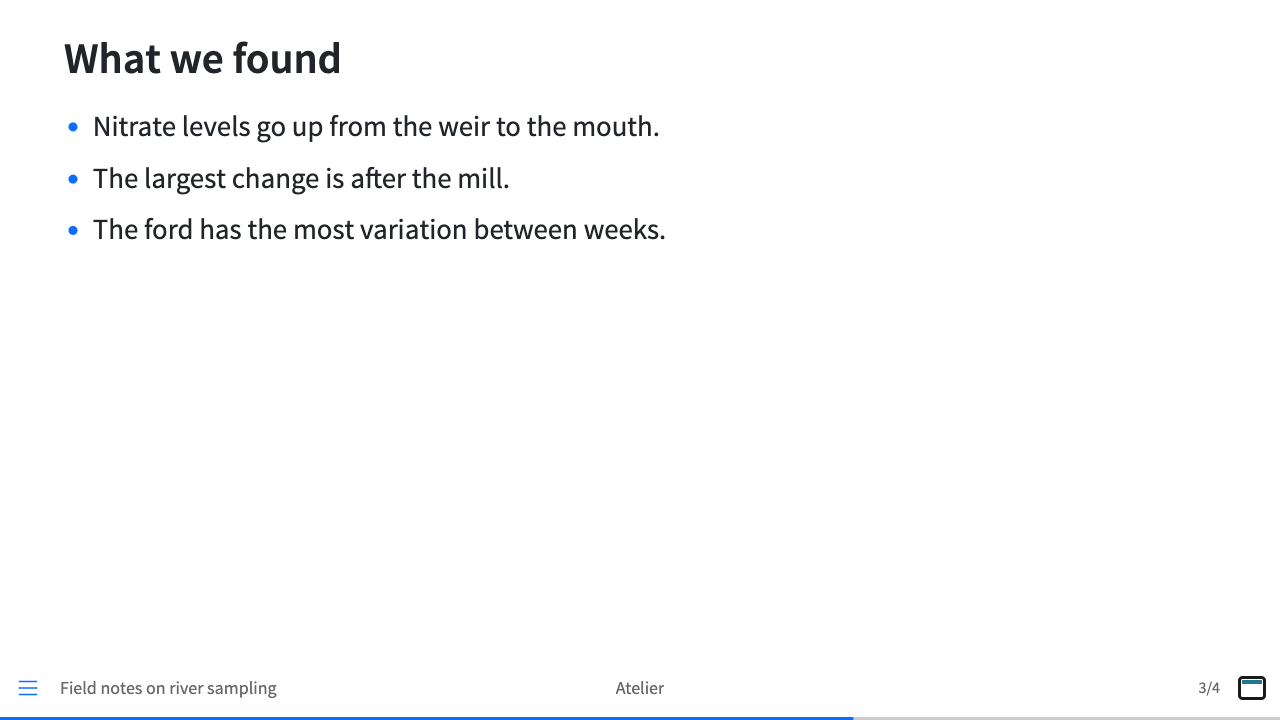 What we found
Nitrate levels go up from the weir to the mouth.
The largest change is after the mill.
The ford has the most variation between weeks.
Field notes on river sampling
Atelier
3/4